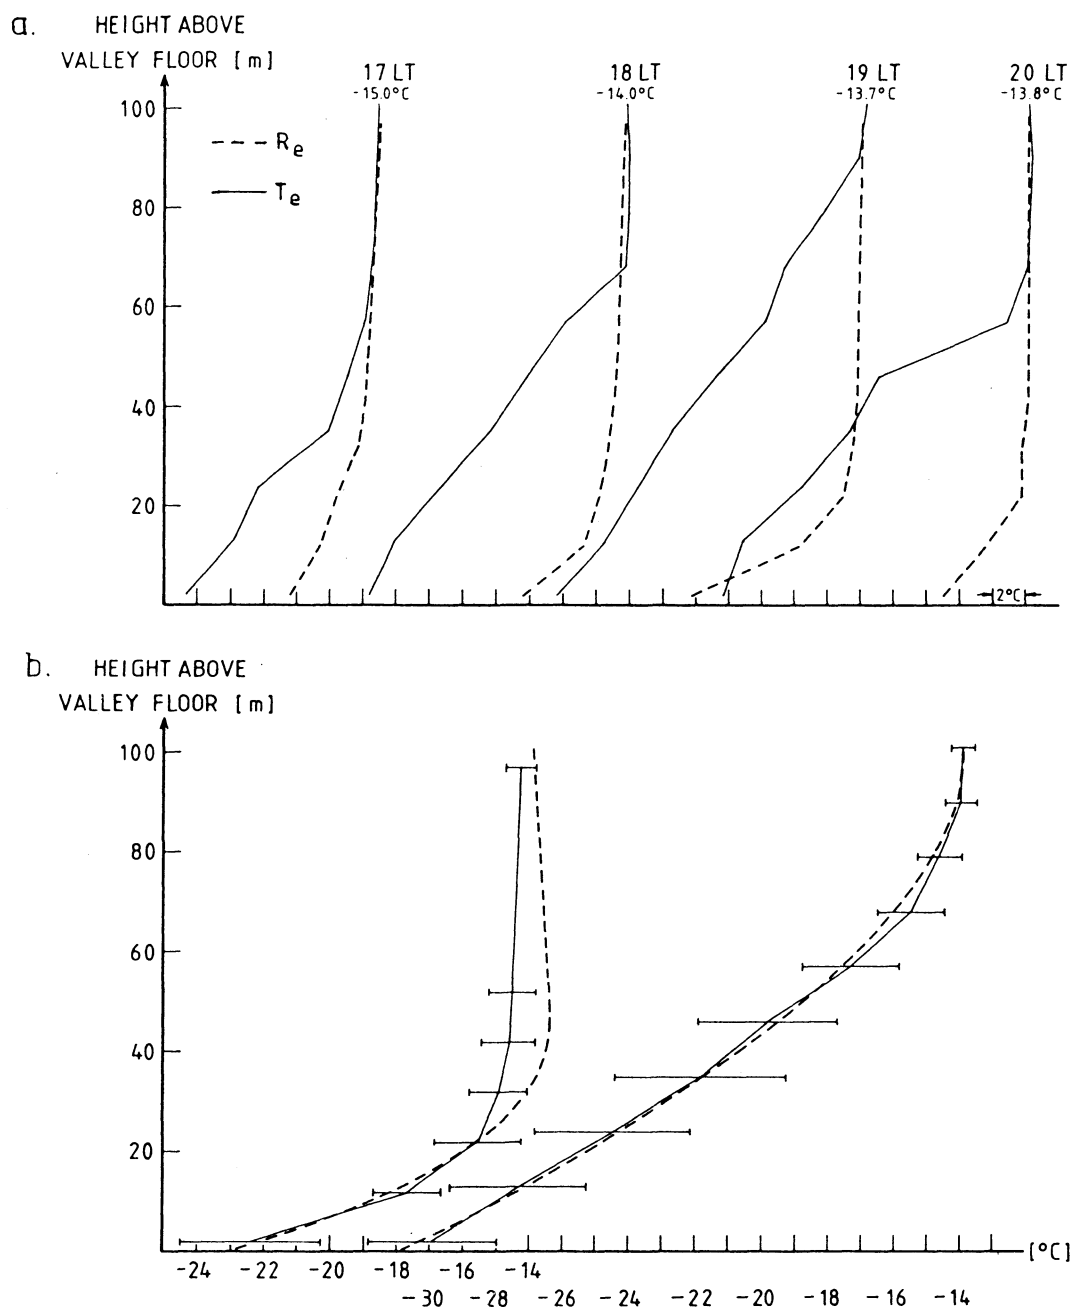 a.
HEIGHT ABOVE
VALLEY FLOOR [m]
17 LT 18 LT 19 LT 20 LT
-15.0°C -14.0°C -13.7°C -13.8°C
100
Re
Te
80
60
40
20
2°C
b.
HEIGHT ABOVE
VALLEY FLOOR [m]
100
80
60
40
20
[°C]
-24 -22 -20 -18 -16 -14
-30 -28 -26 -24 -22 -20 -18 -16 -14